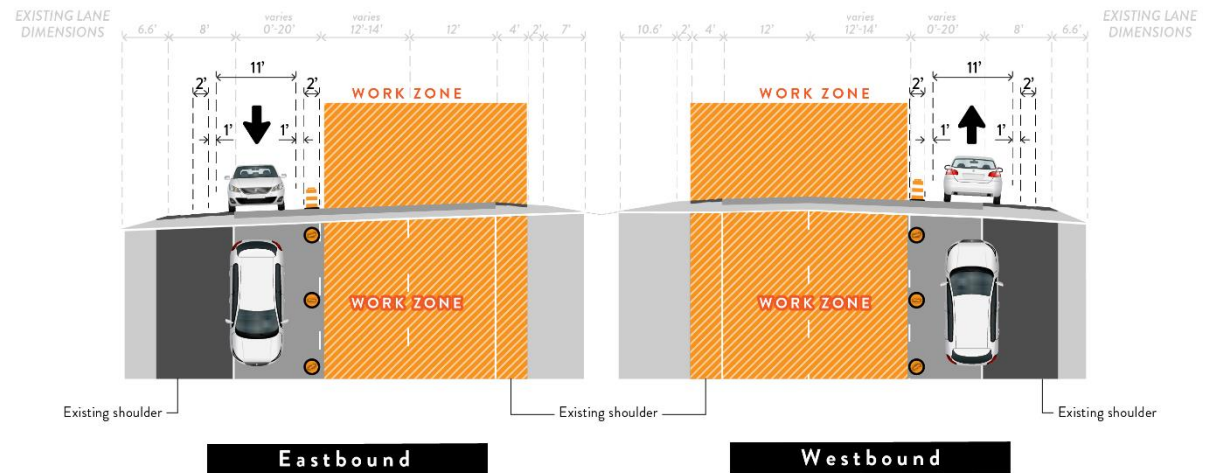 EXISTING LANE
DIMENSIONS
6.6'
8'
varies
0'-20'
varies
12'-14'
12'
4'
2'
7'
10.6'
2'
4'
12'
varies
12'-14'
varies
0'-20'
8'
6.6'
EXISTING LANE
DIMENSIONS
11'
2'
2'
1'
1'
WORK ZONE
WORK ZONE
11'
2'
2'
1'
1'
WORK ZONE
WORK ZONE
Existing shoulder
Existing shoulder
Existing shoulder
Eastbound
Westbound